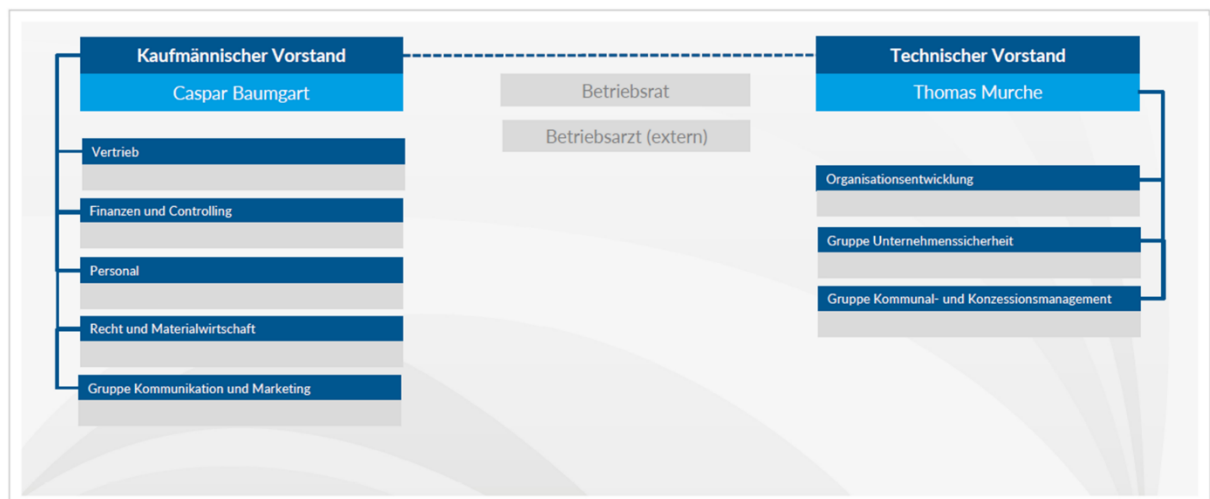 Kaufmännischer Vorstand
Caspar Baumgart
Vertrieb
Finanzen und Controlling
Personal
Recht und Materialwirtschaft
Gruppe Kommunikation und Marketing
Betriebsrat
Betriebsarzt (extern)
Technischer Vorstand
Thomas Murche
Organisationsentwicklung
Gruppe Unternehmenssicherheit
Gruppe Kommunal- und Konzessionsmanagement